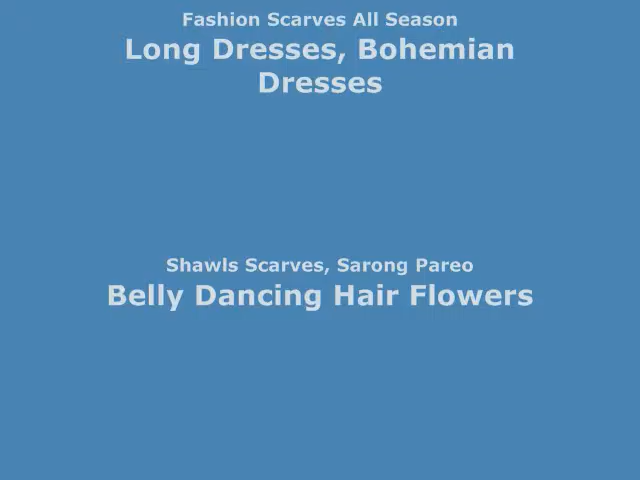 Fashion Scarves All Season
Long Dresses, Bohemian
Dresses
Shawls Scarves, Sarong Pareo
Belly Dancing Hair Flowers